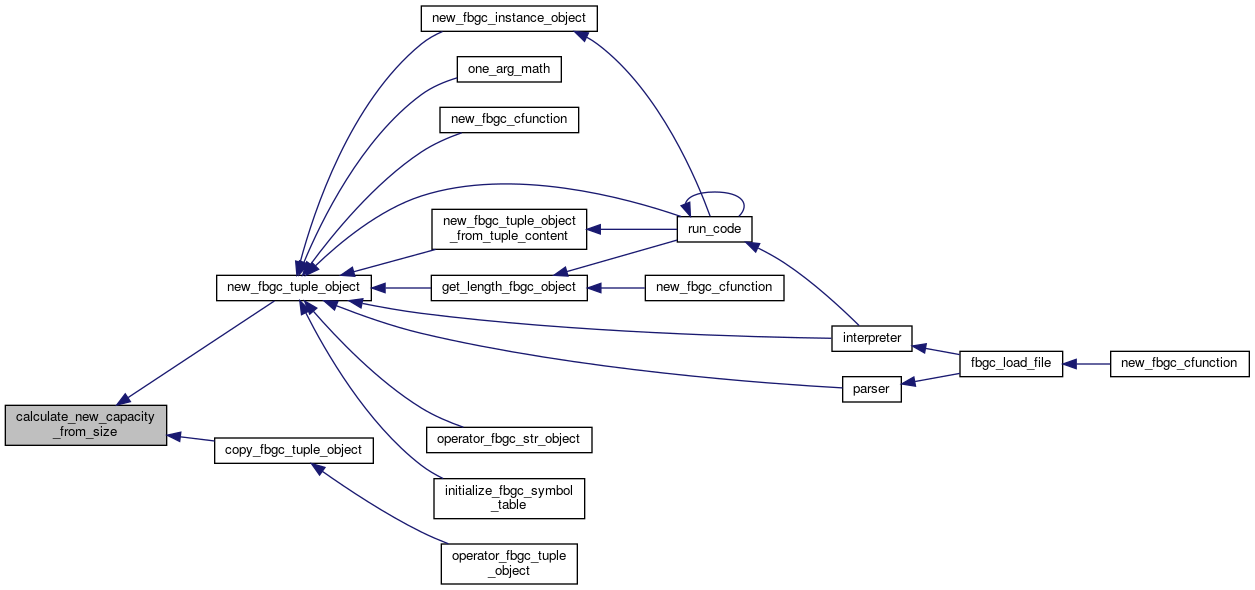 new_fbgc_instance_object
one_arg_math
new_fbgc_cfunction
new_fbgc_tuple_object
_from_tuple_content
run_code
new_fbgc_tuple_object
get_length_fbgc_object
new_fbgc_cfunction
interpreter
fbgc_load_file
new_fbgc_cfunction
parser
calculate_new_capacity
_from_size
copy_fbgc_tuple_object
operator_fbgc_str_object
initialize_fbgc_symbol
_table
operator_fbgc_tuple
_object